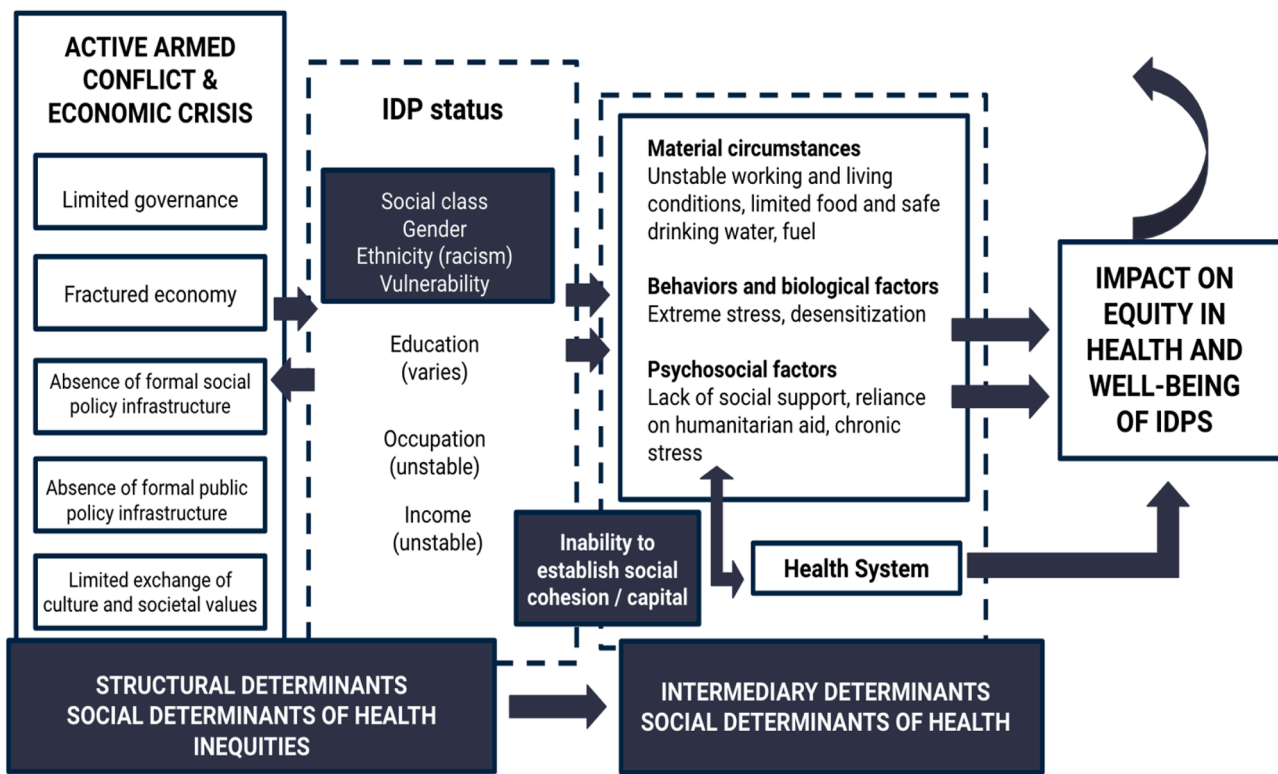 ACTIVE ARMED
CONFLICT &
ECONOMIC CRISIS
Limited governance
Fractured economy
Absence of formal social
policy infrastructure
Absence of formal public
policy infrastructure
Limited exchange of
culture and societal values
IDP status
Social class
Gender
Ethnicity (racism)
Vulnerability
Education
(varies)
Occupation
(unstable)
Income
(unstable)
Inability to
establish social
cohesion / capital
Material circumstances
Unstable working and living
conditions, limited food and safe
drinking water, fuel
Behaviors and biological factors
Extreme stress, desensitization
Psychosocial factors
Lack of social support, reliance
on humanitarian aid, chronic
stress
Health System
IMPACT ON
EQUITY IN
HEALTH AND
WELL-BEING
OF IDPS
STRUCTURAL DETERMINANTS
SOCIAL DETERMINANTS OF HEALTH
INEQUITIES
INTERMEDIARY DETERMINANTS
SOCIAL DETERMINANTS OF HEALTH